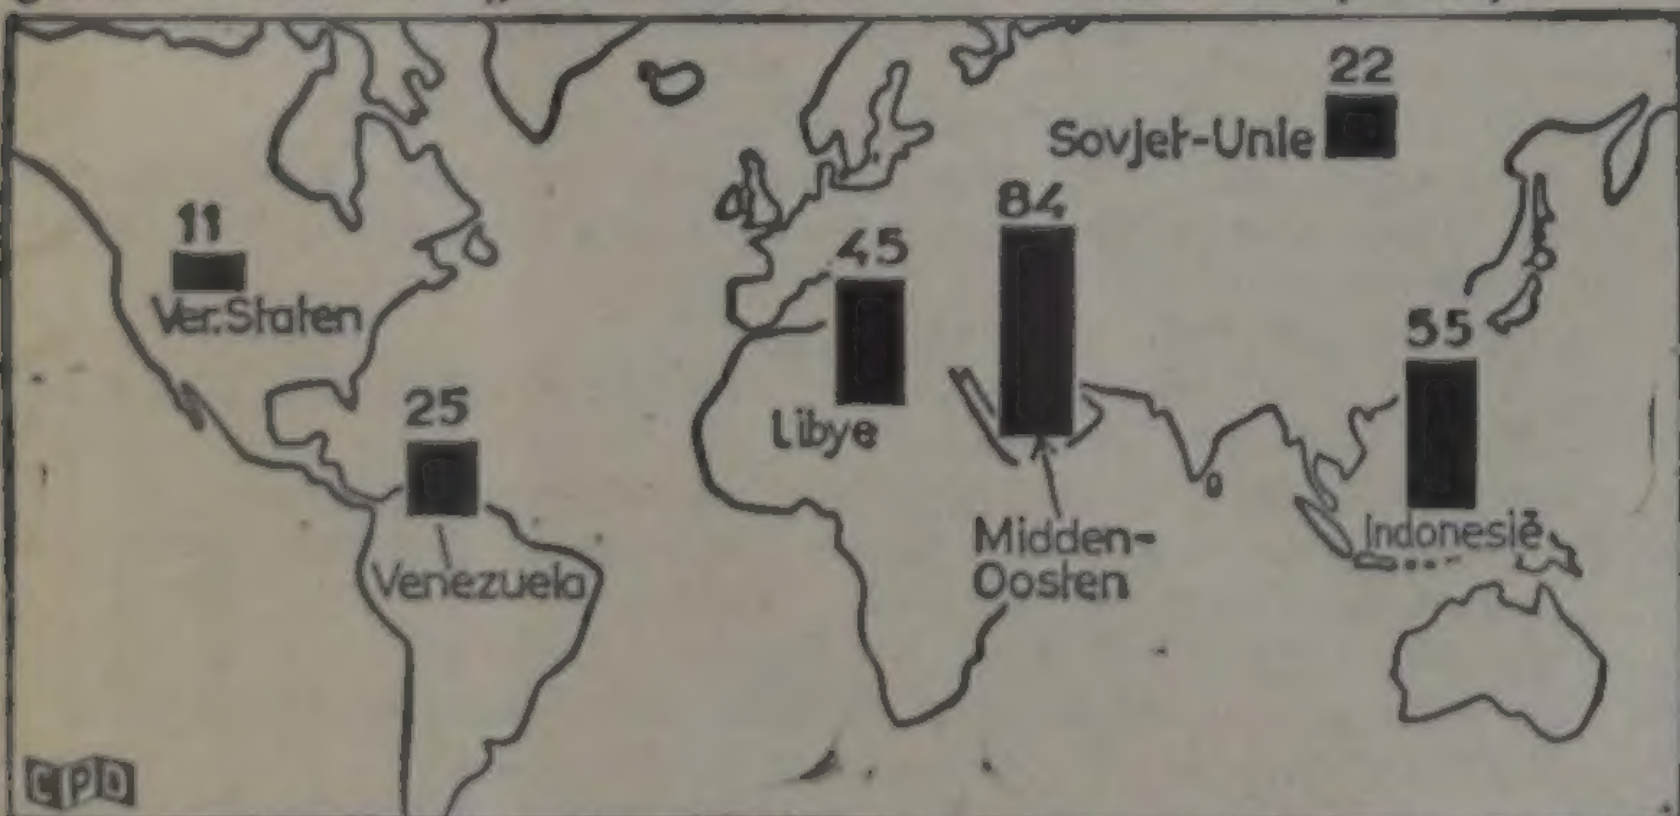 22
Sovjet-Unie
84
11
45
Ver.Staten
55
25
Libye
Midden-
Oosten
Indonesië
Venezuela
CPD